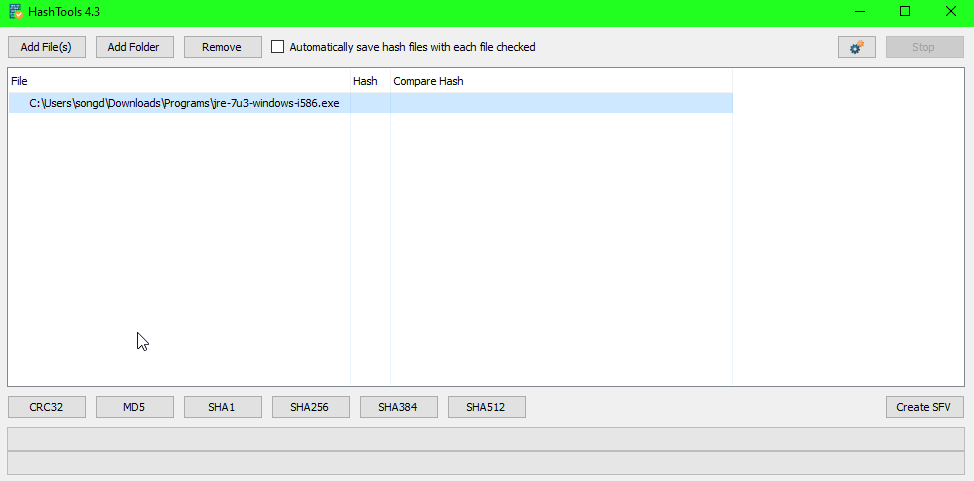 HashTools 4.3
Add File(s) Add Folder Remove Automatically save hash files with each file checked Stop
File Hash Compare Hash
C:\Users\songd\Downloads\Programs\jre-7u3-windows-i586.exe
CRC32 MD5 SHA1 SHA256 SHA384 SHA512 Create SFV